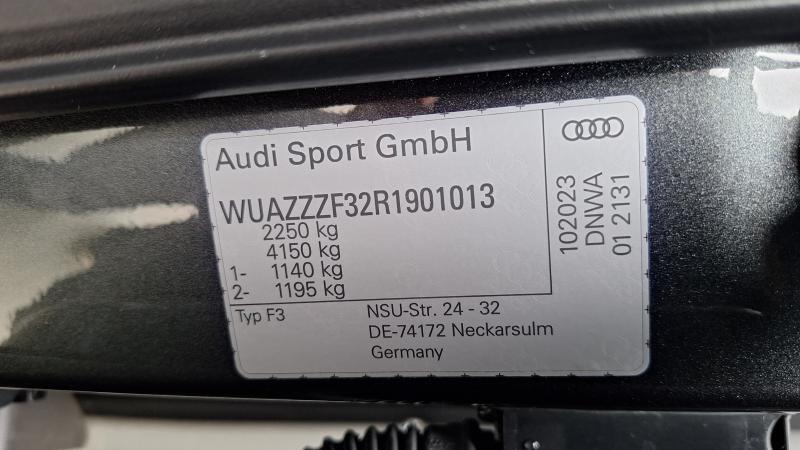 Audi Sport GmbH
WUAZZZF32R1901013
2250 kg
4150 kg
1- 1140 kg
2- 1195 kg
Typ F3
NSU-Str. 24 - 32
DE-74172 Neckarsulm
Germany
102023
DNWA
01 2131